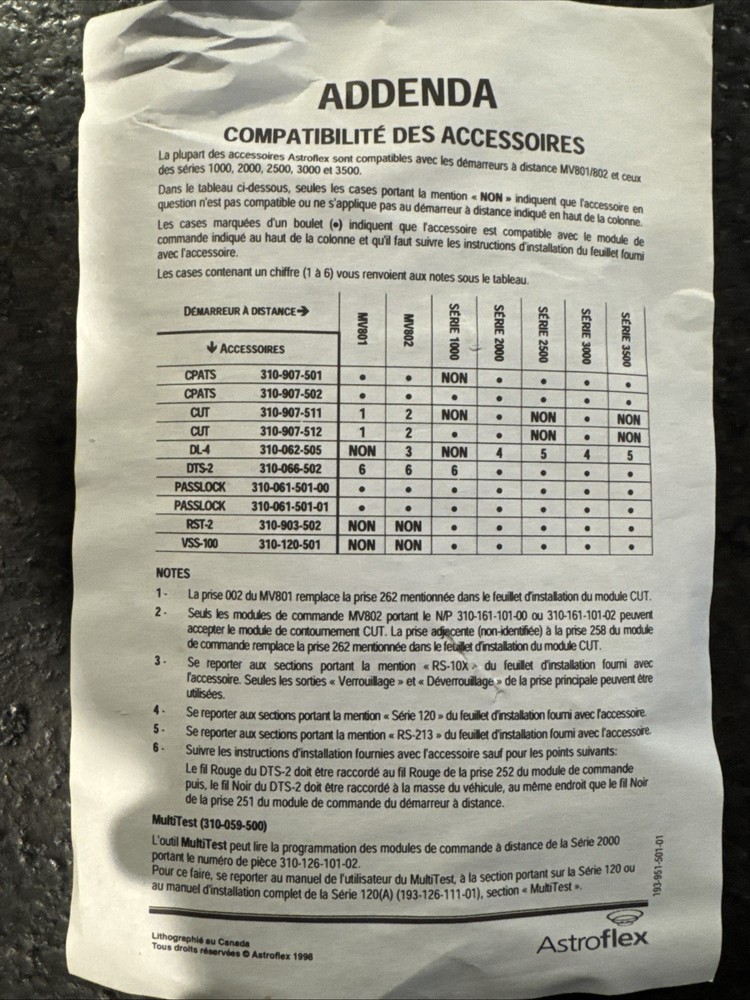 ADDENDA
COMPATIBILITÉ DES ACCESSOIRES
La plupart des accessoires Astroflex sont compatibles avec les démarreurs à distance MV801/802 et ceux
des séries 1000, 2000, 2500, 3000 et 3500.
Dans le tableau ci-dessous, seules les cases portant la mention « NON » indiquent que l'accessoire en
question n'est pas compatible ou ne s'applique pas au démarreur à distance indiqué en haut de la colonne.
Les cases marquées d'un boulet (•) indiquent que l'accessoire est compatible avec le module de
commande indiqué au haut de la colonne et qu'il faut suivre les instructions d'installation du feuillet fourni
avec l'accessoire.
Les cases contenant un chiffre (1 à 6) vous renvoient aux notes sous le tableau.
DÉMARREUR À DISTANCE→ MV801 MV802 SÉRIE 1000 SÉRIE 2000 SÉRIE 2500 SÉRIE 3000 SÉRIE 3500
↓ ACCESSOIRES
CPATS 310-907-501 • • NON • • • •
CPATS 310-907-502 • • • • • • •
CUT 310-907-511 1 2 NON • NON • NON
CUT 310-907-512 1 2 • • NON • NON
DL-4 310-062-505 NON 3 NON 4 5 4 5
DTS-2 310-066-502 6 6 6 • • • •
PASSLOCK 310-061-501-00 • • • • • • •
PASSLOCK 310-061-501-01 • • • • • • •
RST-2 310-903-502 NON NON • • • • •
VSS-100 310-120-501 NON NON • • • • •
NOTES
1 - La prise 002 du MV801 remplace la prise 262 mentionnée dans le feuillet d'installation du module CUT.
2 - Seuls les modules de commande MV802 portant le N/P 310-161-101-00 ou 310-161-101-02 peuvent
accepter le module de contournement CUT. La prise adjecente (non-identifiée) à la prise 258 du module
de commande remplace la prise 262 mentionnée dans le feuillet d'installation du module CUT.
3 - Se reporter aux sections portant la mention « RS-10X » du feuillet d'installation fourni avec
l'accessoire. Seules les sorties « Verrouillage » et « Déverrouillage » de la prise principale peuvent être
utilisées.
4 - Se reporter aux sections portant la mention « Série 120 » du feuillet d'installation fourni avec l'accessoire.
5 - Se reporter aux sections portant la mention « RS-213 » du feuillet d'installation fourni avec l'accessoire.
6 - Suivre les instructions d'installation fournies avec l'accessoire sauf pour les points suivants:
Le fil Rouge du DTS-2 doit être raccordé au fil Rouge de la prise 252 du module de commande
puis, le fil Noir du DTS-2 doit être raccordé à la masse du véhicule, au même endroit que le fil Noir
de la prise 251 du module de commande du démarreur à distance.
MultiTest (310-059-500)
L'outil MultiTest peut lire la programmation des modules de commande à distance de la Série 2000
portant le numéro de pièce 310-126-101-02.
Pour ce faire, se reporter au manuel de l'utilisateur du MultiTest, à la section portant sur la Série 120 ou
au manuel d'installation complet de la Série 120(A) (193-126-111-01), section « MultiTest ».
193-951-501-01
Lithographié au Canada
Tous droits réservées © Astroflex 1998
Astroflex